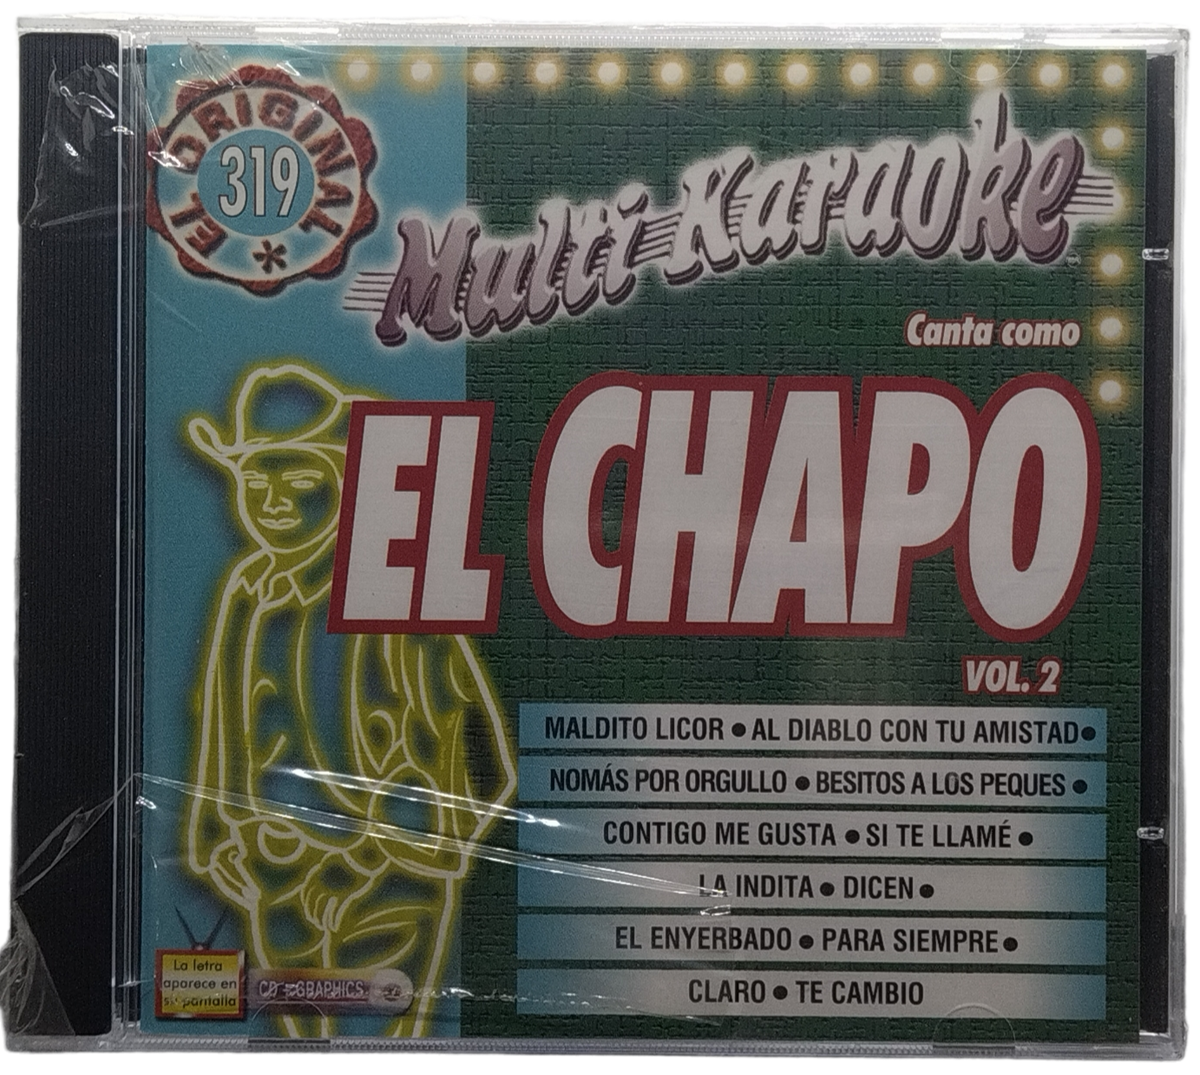 EL ORIGINAL *
319
Multi Karaoke
Canta como
EL CHAPO
VOL. 2
MALDITO LICOR ● AL DIABLO CON TU AMISTAD●
NOMÁS POR ORGULLO ● BESITOS A LOS PEQUES ●
CONTIGO ME GUSTA ● SI TE LLAMÉ ●
LA INDITA ● DICEN ●
EL ENYERBADO ● PARA SIEMPRE ●
CLARO ● TE CAMBIO
La letra
aparece en
su pantalla
CD +GRAPHICS